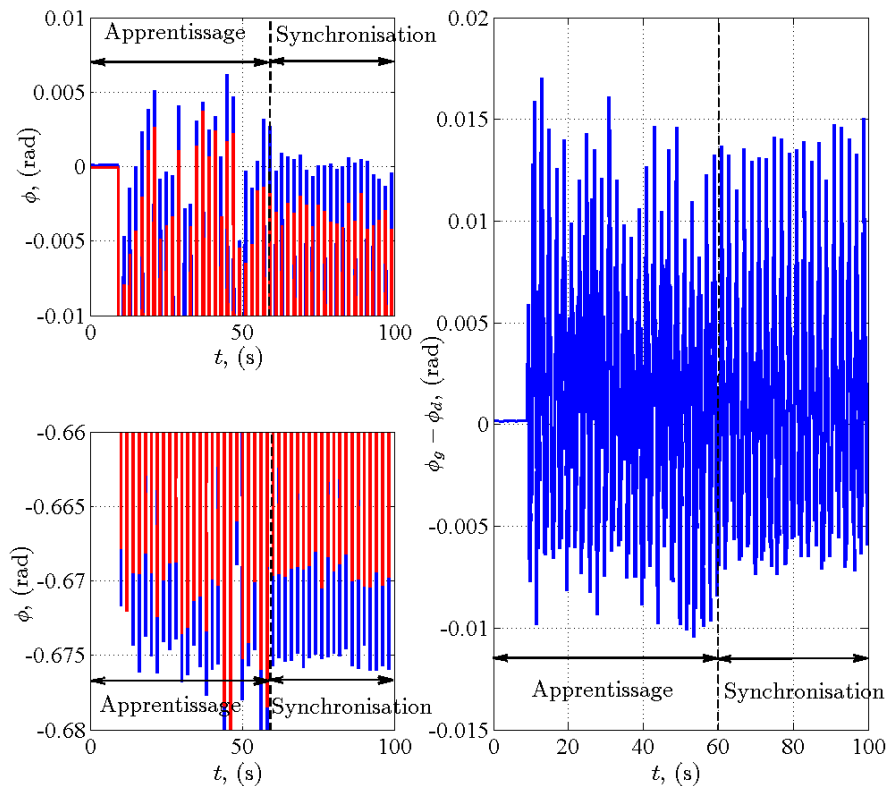 0.01
Apprentissage
Synchronisation
0.005
0
-0.005
-0.01
ϕ, (rad)
0
50
100
t, (s)
-0.66
-0.665
-0.67
-0.675
-0.68
ϕ, (rad)
Apprentissage
Synchronisation
0
50
100
t, (s)
0.02
0.015
0.01
0.005
0
-0.005
-0.01
-0.015
ϕg − ϕd, (rad)
Apprentissage
Synchronisation
0
20
40
60
80
100
t, (s)